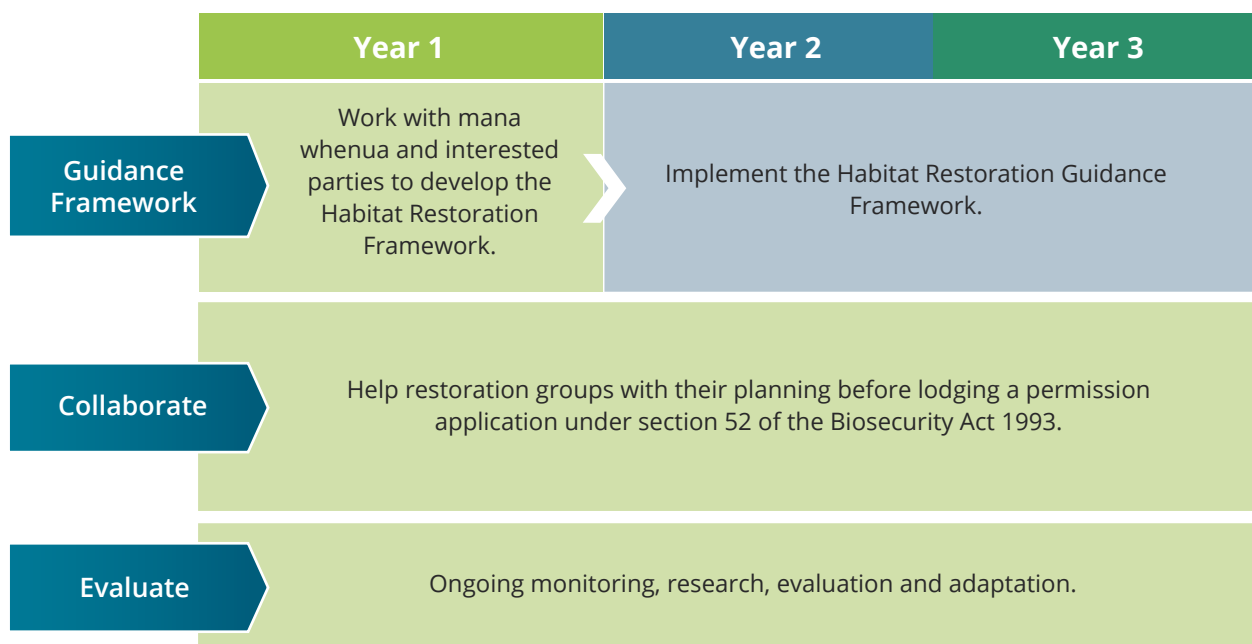 Year 1
Year 2
Year 3
Guidance
Framework
Work with mana
whenua and interested
parties to develop the
Habitat Restoration
Framework.
Implement the Habitat Restoration Guidance
Framework.
Collaborate
Help restoration groups with their planning before lodging a permission
application under section 52 of the Biosecurity Act 1993.
Evaluate
Ongoing monitoring, research, evaluation and adaptation.